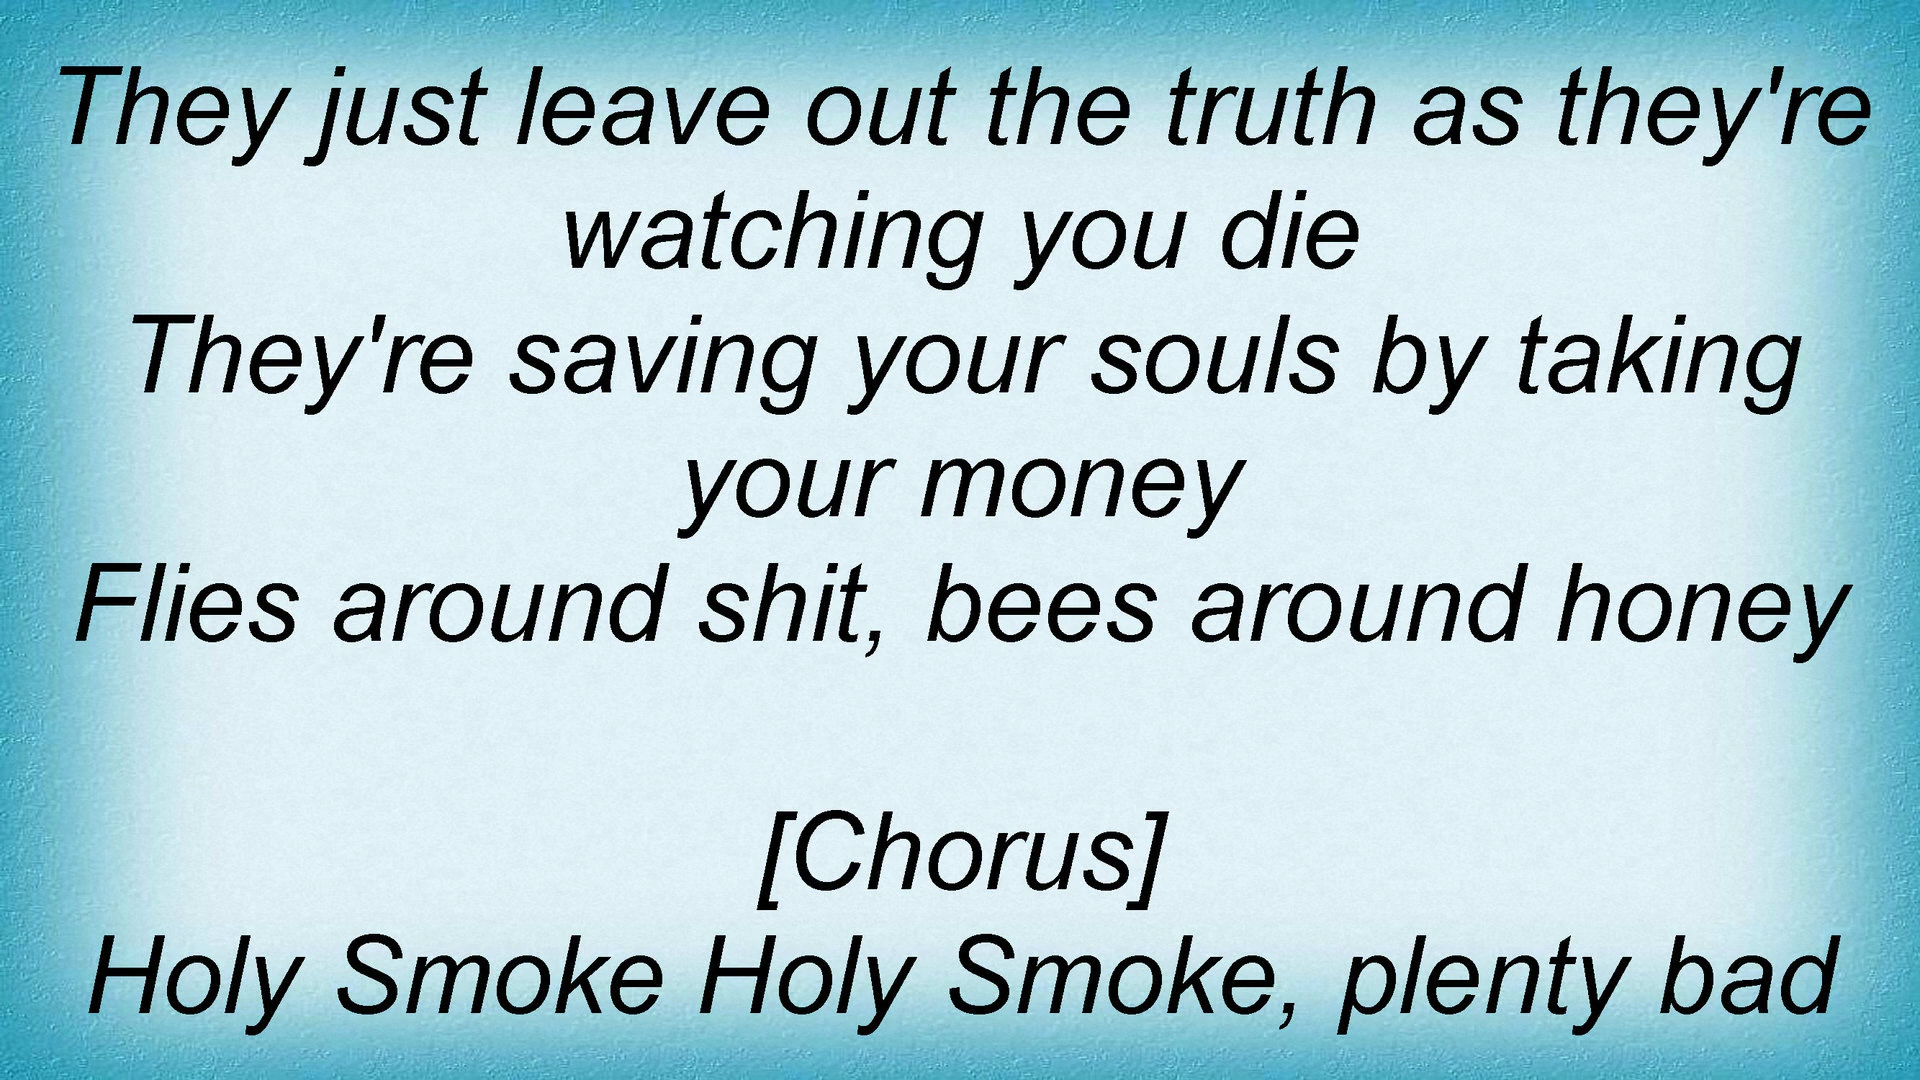 They just leave out the truth as they're
watching you die
They're saving your souls by taking
your money
Flies around shit, bees around honey
[Chorus]
Holy Smoke Holy Smoke, plenty bad